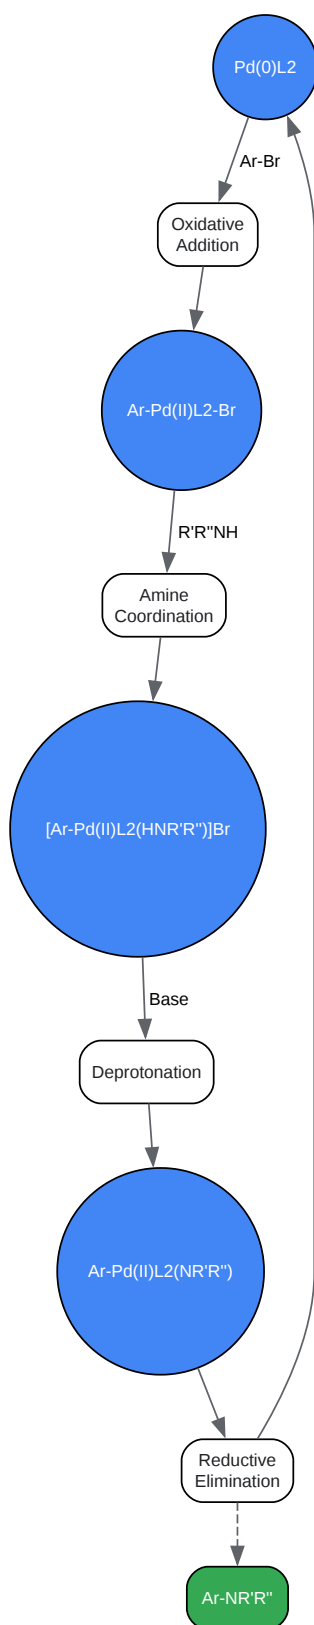 Pd(0)L2
Ar-Br
Oxidative
Addition
Ar-Pd(II)L2-Br
R'R"NH
Amine
Coordination
[Ar-Pd(II)L2(HNR'R")]Br
Base
Deprotonation
Ar-Pd(II)L2(NR'R")
Reductive
Elimination
Ar-NR'R"